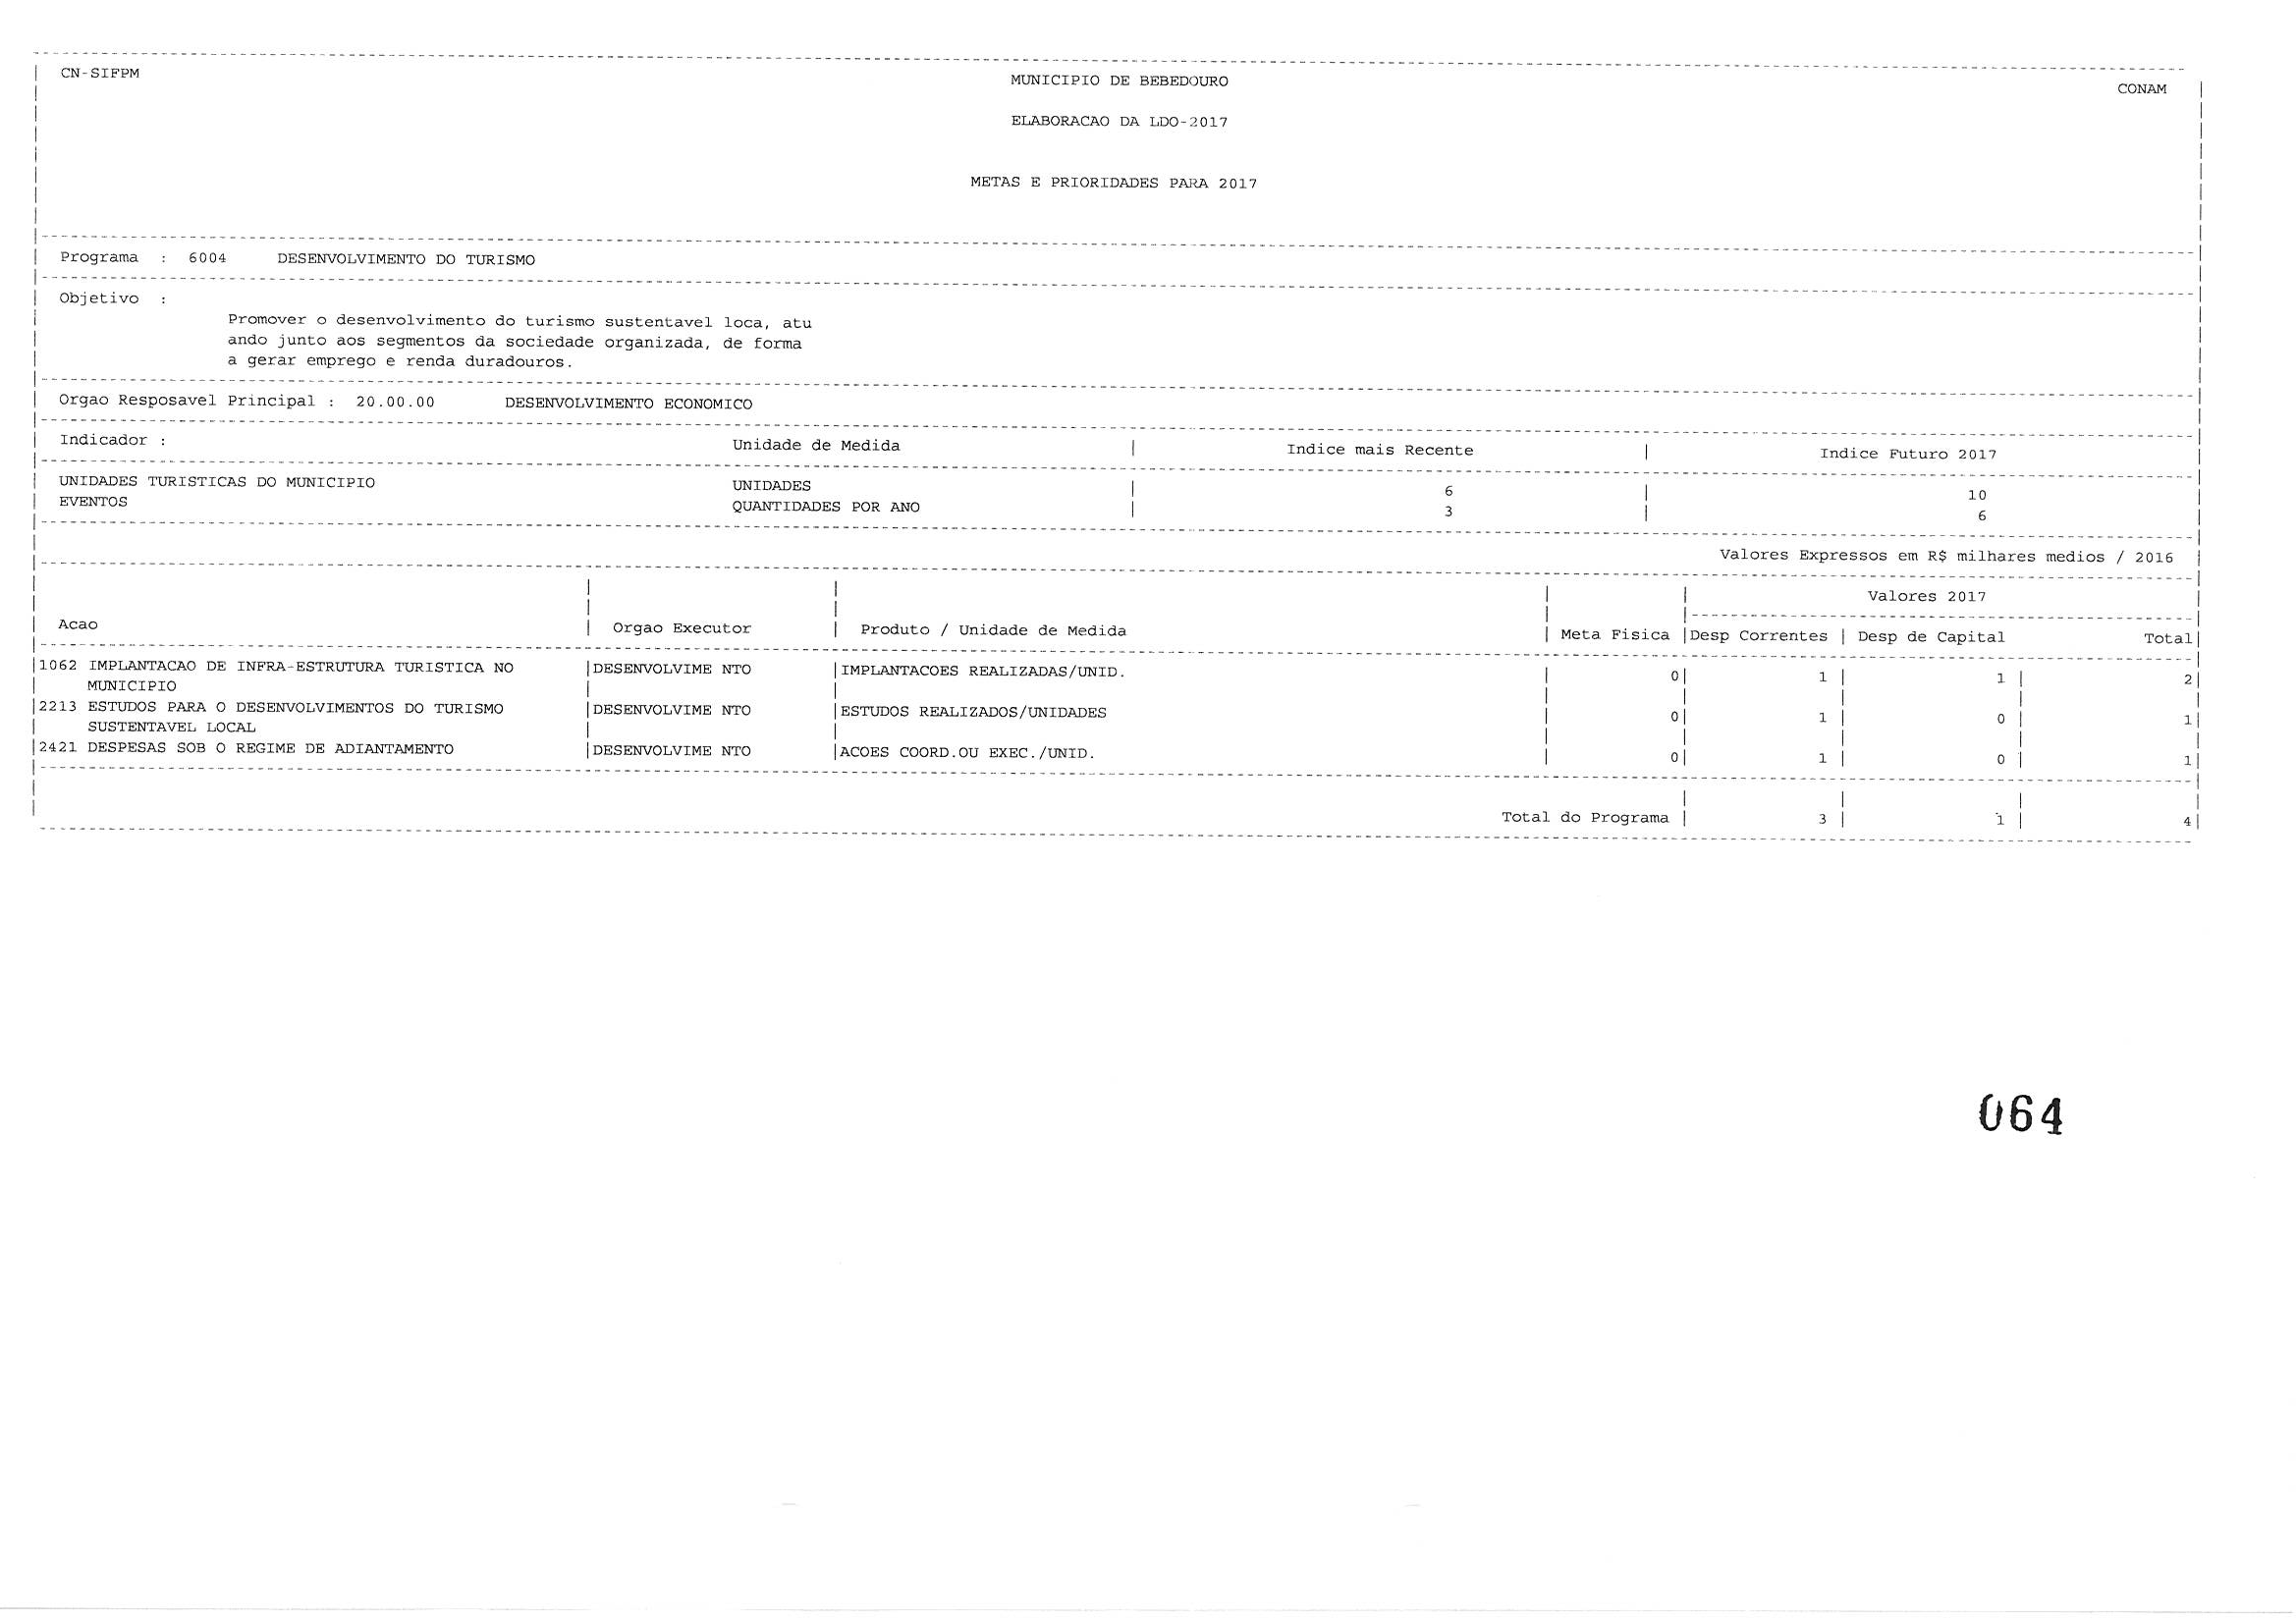 CN-SIFPM MUNICIPIO DE BEBEDOURO CONAM
ELABORACAO DA LDO-2017
METAS E PRIORIDADES PARA 2017
Programa : 6004 DESENVOLVIMENTO DO TURISMO
Objetivo :
Promover o desenvolvimento do turismo sustentavel loca, atu
ando junto aos segmentos da sociedade organizada, de forma
a gerar emprego e renda duradouros.
Orgao Resposavel Principal : 20.00.00 DESENVOLVIMENTO ECONOMICO
Indicador : Unidade de Medida | Indice mais Recente | Indice Futuro 2017
UNIDADES TURISTICAS DO MUNICIPIO UNIDADES | 6 | 10
EVENTOS QUANTIDADES POR ANO | 3 | 6
Valores Expressos em R$ milhares medios / 2016
Valores 2017
Acao | Orgao Executor | Produto / Unidade de Medida | Meta Fisica | Desp Correntes | Desp de Capital Total
1062 IMPLANTACAO DE INFRA-ESTRUTURA TURISTICA NO | DESENVOLVIME NTO | IMPLANTACOES REALIZADAS/UNID. | 0 | 1 | 1 | 2
MUNICIPIO
2213 ESTUDOS PARA O DESENVOLVIMENTOS DO TURISMO | DESENVOLVIME NTO | ESTUDOS REALIZADOS/UNIDADES | 0 | 1 | 0 | 1
SUSTENTAVEL LOCAL
2421 DESPESAS SOB O REGIME DE ADIANTAMENTO | DESENVOLVIME NTO | ACOES COORD.OU EXEC./UNID. | 0 | 1 | 0 | 1
Total do Programa | 3 | 1 | 4
064